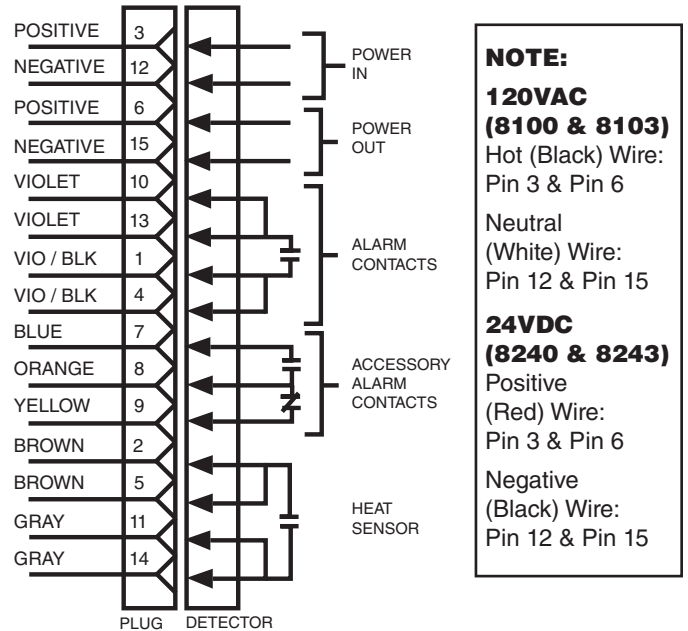 POSITIVE 3
NEGATIVE 12
POSITIVE 6
NEGATIVE 15
VIOLET 10
VIOLET 13
VIO / BLK 1
VIO / BLK 4
BLUE 7
ORANGE 8
YELLOW 9
BROWN 2
BROWN 5
GRAY 11
GRAY 14
PLUG
DETECTOR
POWER
IN
POWER
OUT
ALARM
CONTACTS
ACCESSORY
ALARM
CONTACTS
HEAT
SENSOR
NOTE:
120VAC
(8100 & 8103)
Hot (Black) Wire:
Pin 3 & Pin 6
Neutral
(White) Wire:
Pin 12 & Pin 15
24VDC
(8240 & 8243)
Positive
(Red) Wire:
Pin 3 & Pin 6
Negative
(Black) Wire:
Pin 12 & Pin 15